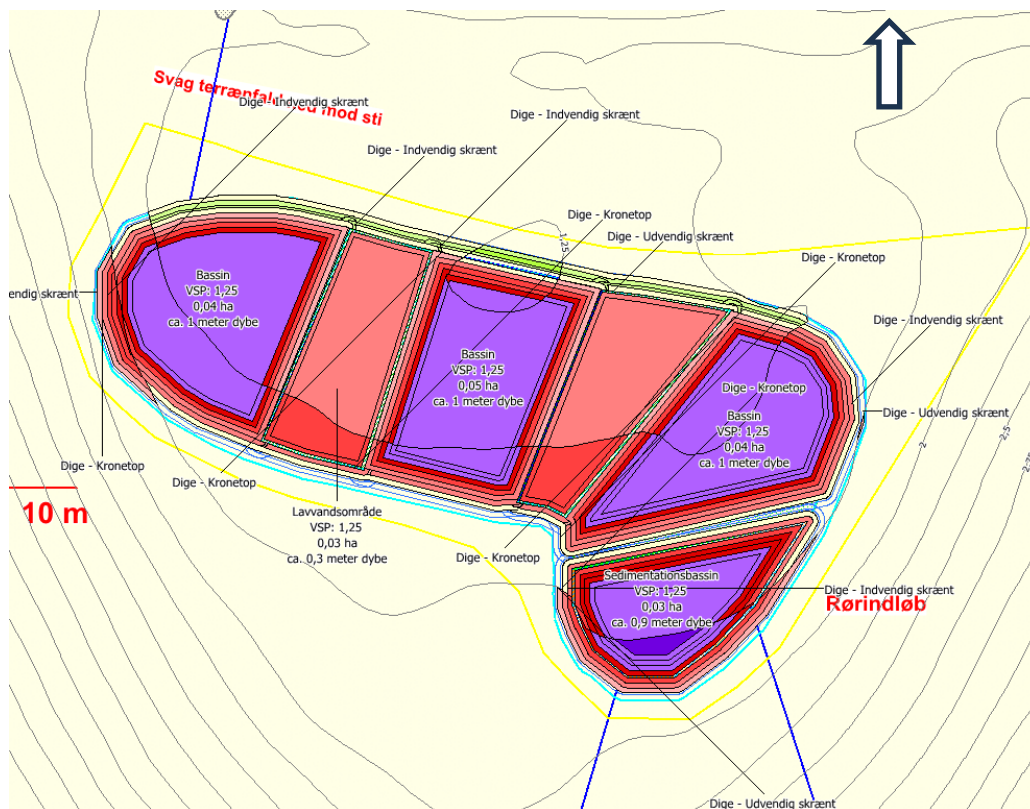 Svag terrænfald ned mod sti
Dige - Indvendig skrænt
Dige - Indvendig skrænt
Dige - Indvendig skrænt
Dige - Kronetop
Dige - Udvendig skrænt
1,25
Dige - Kronetop
Bassin
VSP: 1,25
0,04 ha
ca. 1 meter dybe
endig skrænt
Dige - Indvendig skrænt
Bassin
VSP: 1,25
0,05 ha
ca. 1 meter dybe
Dige - Kronetop
Bassin
VSP: 1,25
0,04 ha
ca. 1 meter dybe
Dige - Udvendig skrænt
2
2,5
Dige - Kronetop
Dige - Kronetop
10 m
Lavvandsområde
VSP: 1,25
0,03 ha
ca. 0,3 meter dybe
Dige - Kronetop
Sedimentationsbassin
VSP: 1,25
0,03 ha
ca. 0,9 meter dybe
Dige - Indvendig skrænt
Rørindløb
Dige - Udvendig skrænt